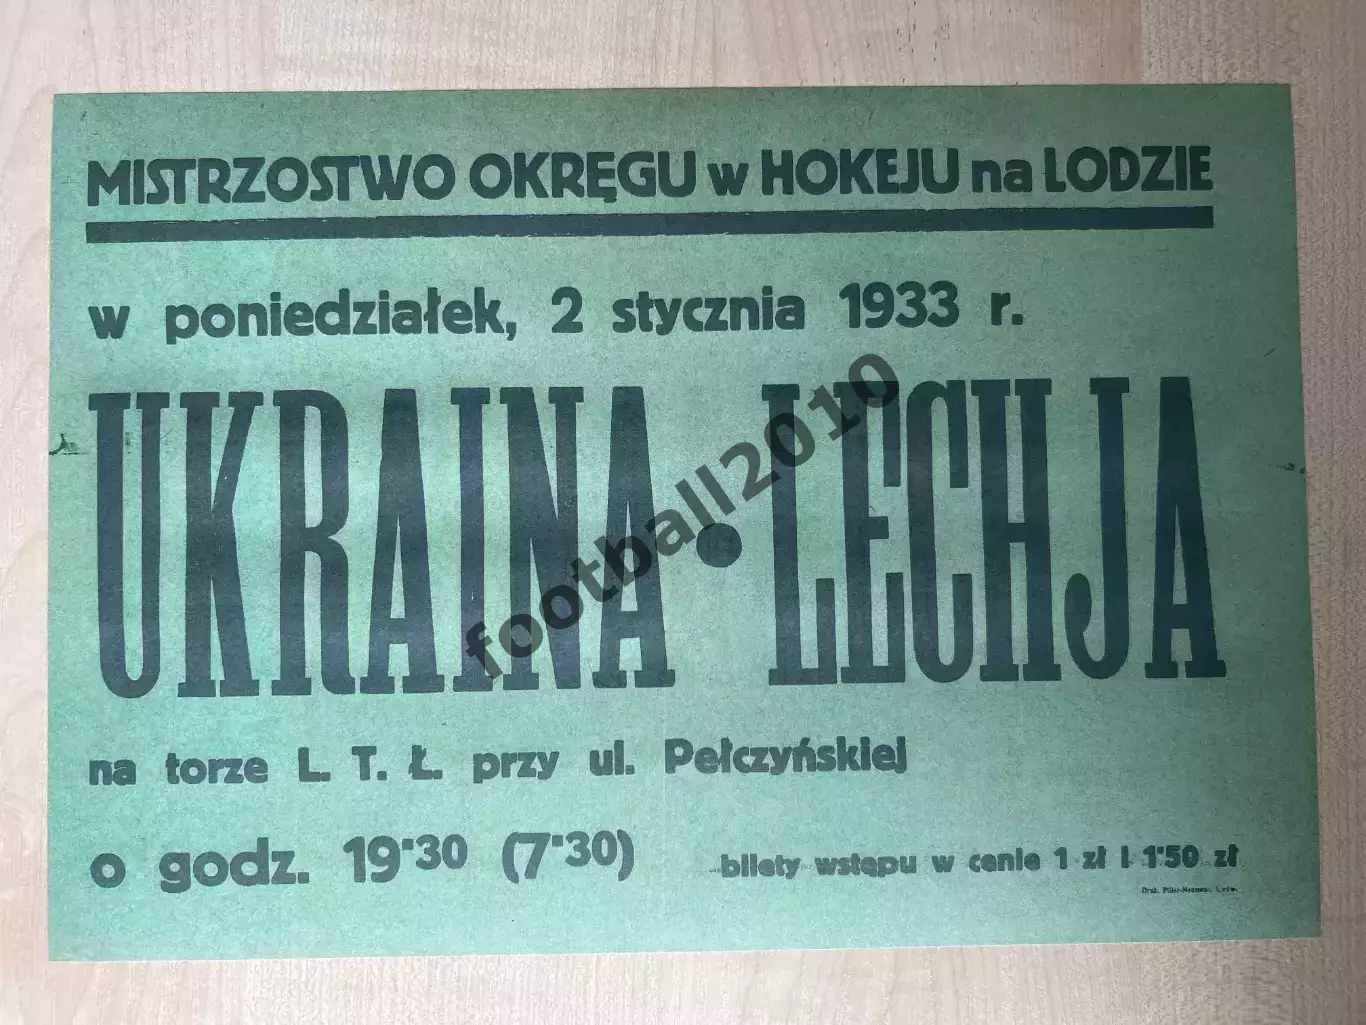 MISTRZOSTWO OKRĘGU w HOKEJU na LODZIE
w poniedziałek, 2 stycznia 1933 r.
UKRAINA • LECHJA
football2010
na torze L. T. Ł. przy ul. Pełczyńskiej
o godz. 19·30 (7·30)
bilety wstępu w cenie 1 zł i 1·50 zł
Druk.